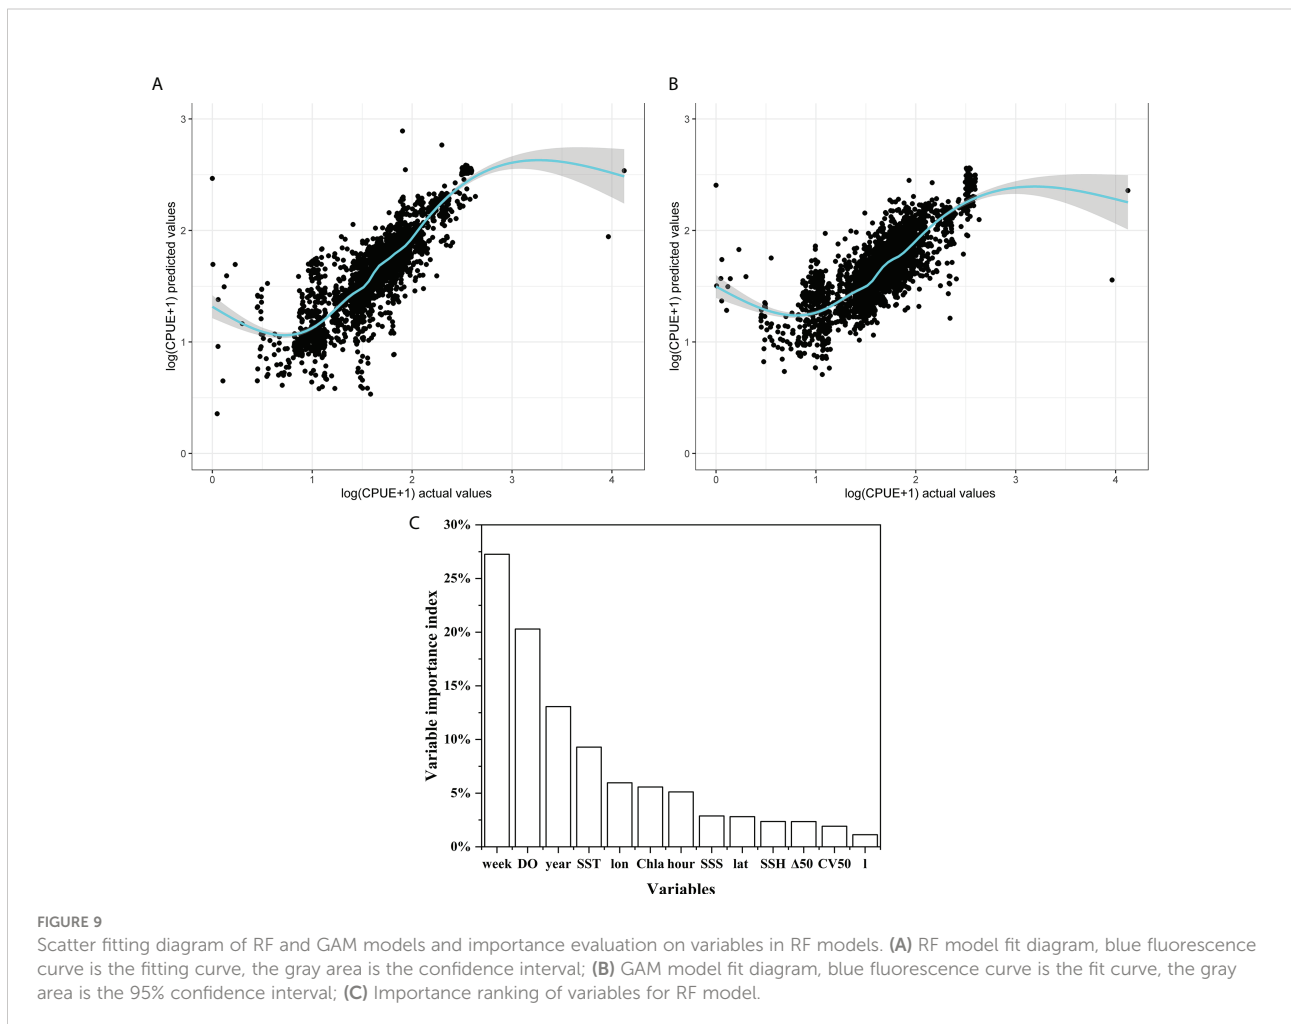 A
B
3
2
1
0
log(CPUE+1) predicted values
0
1
2
3
4
log(CPUE+1) actual values
3
2
1
0
log(CPUE+1) predicted values
0
1
2
3
4
log(CPUE+1) actual values
C
30%
25%
20%
15%
10%
5%
0%
Variable importance index
week DO year SST lon Chla hour SSS lat SSH Δ50 CV50 l
Variables
FIGURE 9
Scatter fitting diagram of RF and GAM models and importance evaluation on variables in RF models. (A) RF model fit diagram, blue fluorescence
curve is the fitting curve, the gray area is the confidence interval; (B) GAM model fit diagram, blue fluorescence curve is the fit curve, the gray
area is the 95% confidence interval; (C) Importance ranking of variables for RF model.